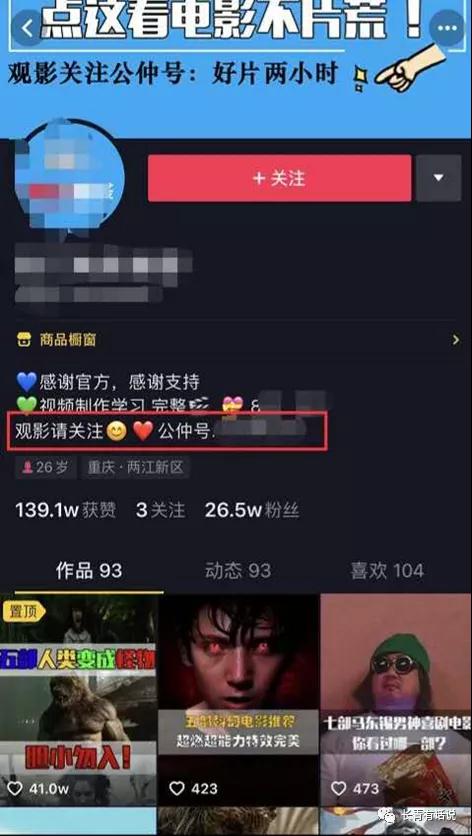 点这看电影不片荒！
观影关注公仲号：好片两小时
+ 关注
商品橱窗
💙感谢官方，感谢支持
💚视频制作学习 完整
观影请关注😊❤️公仲号
26岁
重庆·两江新区
139.1w获赞 3关注 26.5w粉丝
作品 93 动态 93 喜欢 104
置顶
五部人类变成怪物
胆小勿入！
41.0w
五部科幻电影推荐
超燃超能力特效完美
423
七部马东锡男神喜剧电影
你看过哪一部？
473
长青有话说